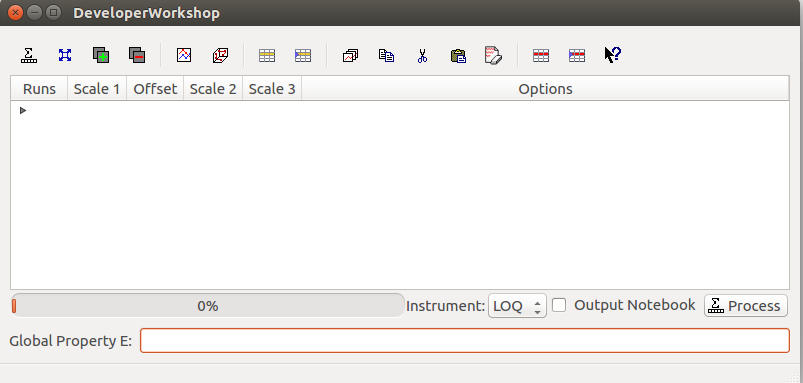 DeveloperWorkshop
Runs Scale 1 Offset Scale 2 Scale 3 Options
0% Instrument: LOQ Output Notebook Process
Global Property E: